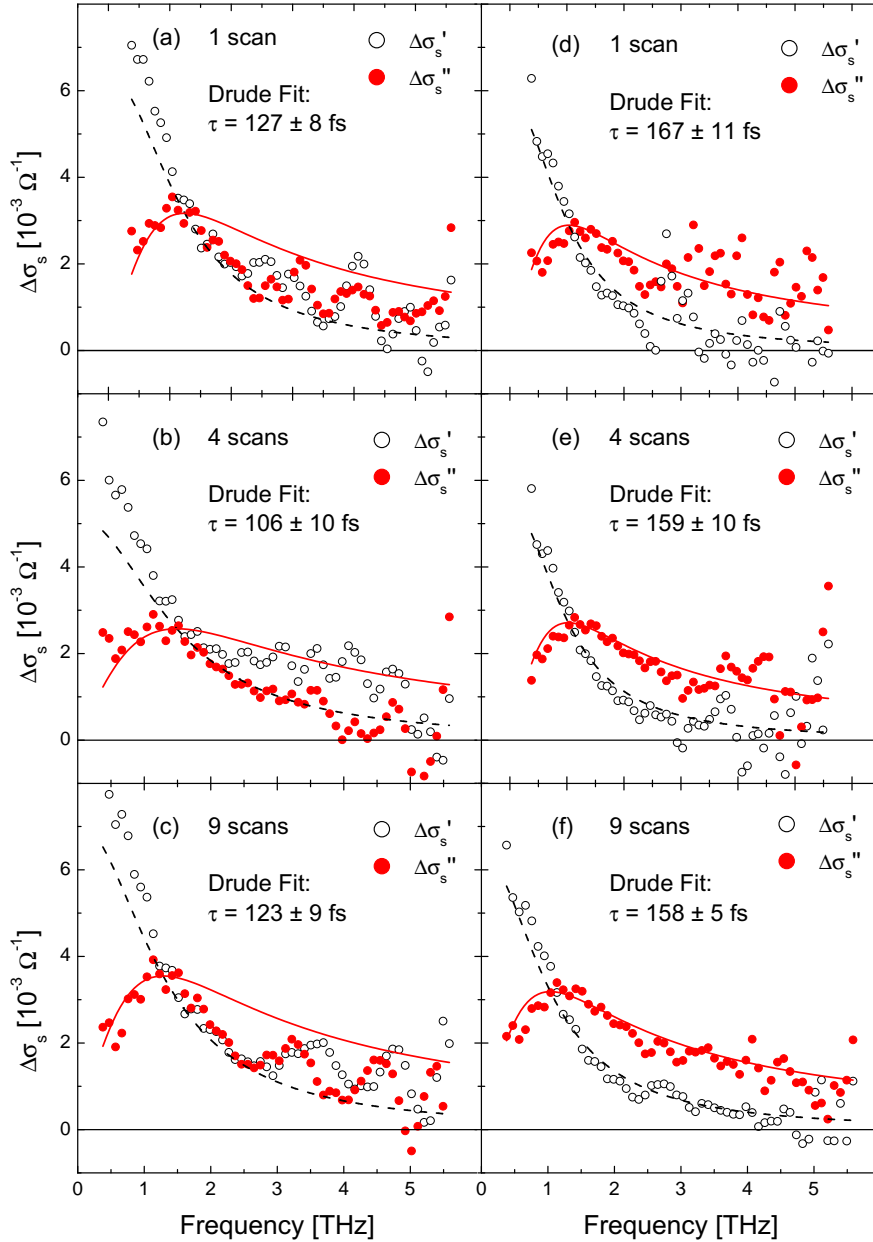 (a) 1 scan
Δσₛ'
Δσₛ''
Drude Fit:
τ = 127 ± 8 fs
6
4
2
0
Δσₛ [10⁻³ Ω⁻¹]
(d) 1 scan
Δσₛ'
Δσₛ''
Drude Fit:
τ = 167 ± 11 fs
(b) 4 scans
Δσₛ'
Δσₛ''
Drude Fit:
τ = 106 ± 10 fs
6
4
2
0
Δσₛ [10⁻³ Ω⁻¹]
(e) 4 scans
Δσₛ'
Δσₛ''
Drude Fit:
τ = 159 ± 10 fs
(c) 9 scans
Δσₛ'
Δσₛ''
Drude Fit:
τ = 123 ± 9 fs
6
4
2
0
Δσₛ [10⁻³ Ω⁻¹]
0 1 2 3 4 5
Frequency [THz]
(f) 9 scans
Δσₛ'
Δσₛ''
Drude Fit:
τ = 158 ± 5 fs
0 1 2 3 4 5
Frequency [THz]